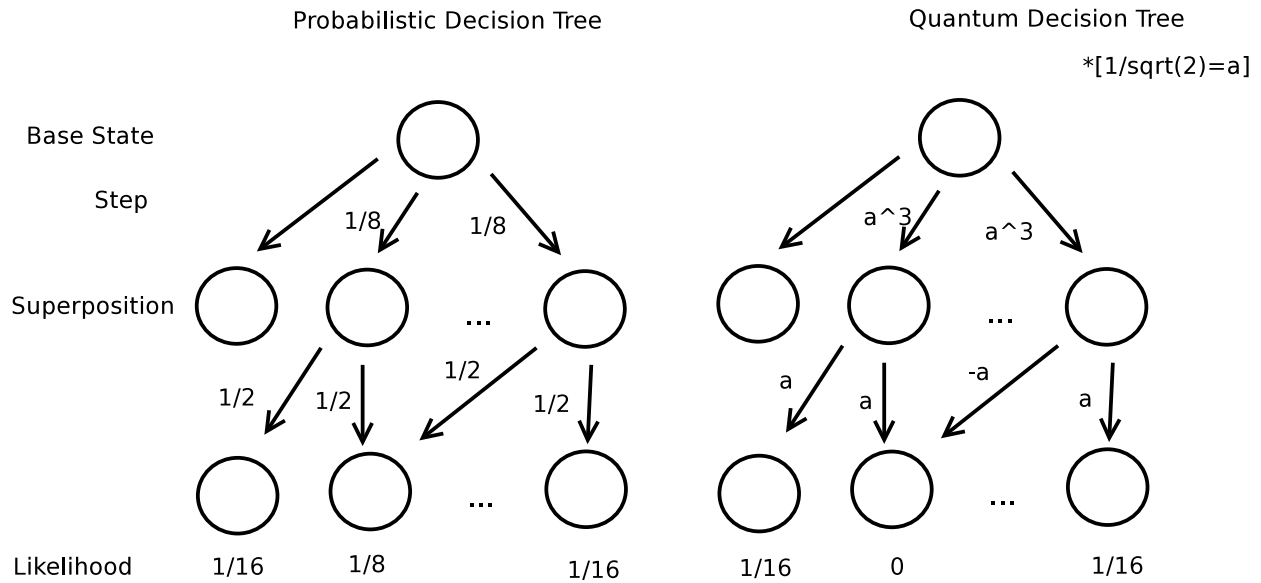 Probabilistic Decision Tree
Quantum Decision Tree
*[1/sqrt(2)=a]
Base State
Step
1/8
1/8
a^3
a^3
Superposition
...
...
1/2
1/2
1/2
1/2
a
a
-a
a
...
...
Likelihood
1/16
1/8
1/16
1/16
0
1/16